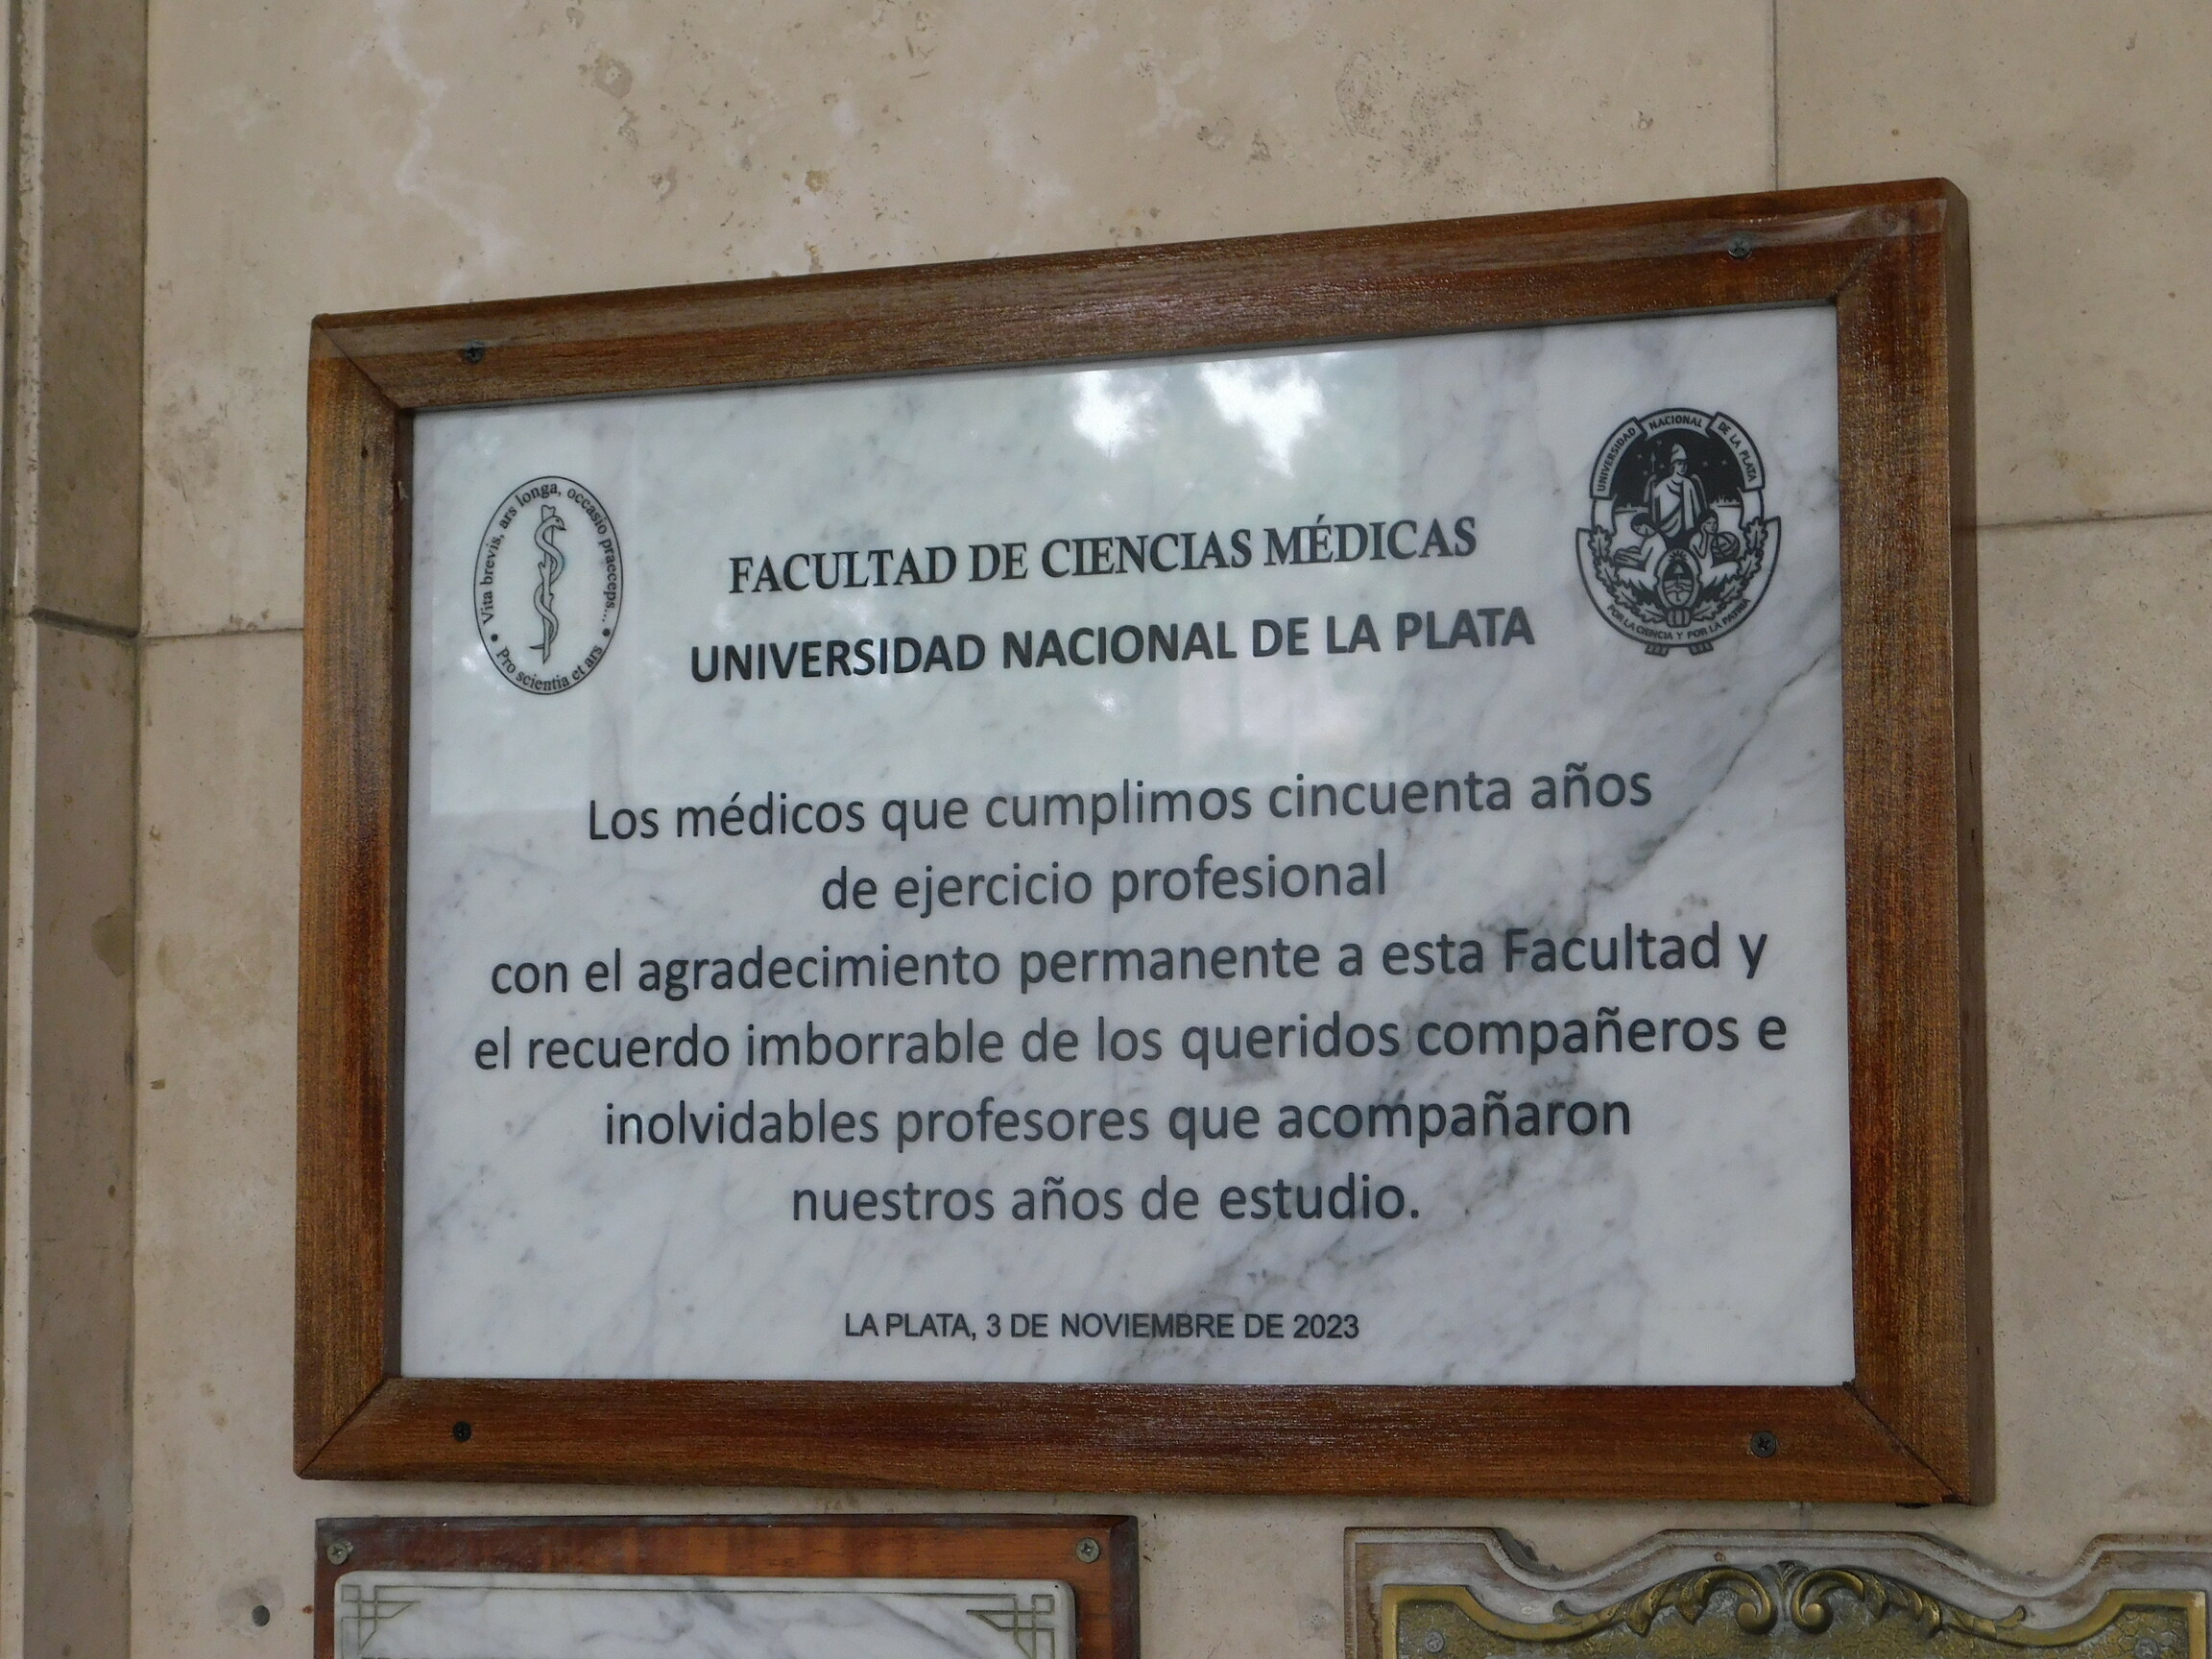 Vita brevis, ars longa, occasio praeceps...
Pro scientia et ars
UNIVERSIDAD NACIONAL DE LA PLATA
POR LA CIENCIA Y POR LA PATRIA
FACULTAD DE CIENCIAS MÉDICAS
UNIVERSIDAD NACIONAL DE LA PLATA
Los médicos que cumplimos cincuenta años
de ejercicio profesional
con el agradecimiento permanente a esta Facultad y
el recuerdo imborrable de los queridos compañeros e
inolvidables profesores que acompañaron
nuestros años de estudio.
LA PLATA, 3 DE NOVIEMBRE DE 2023